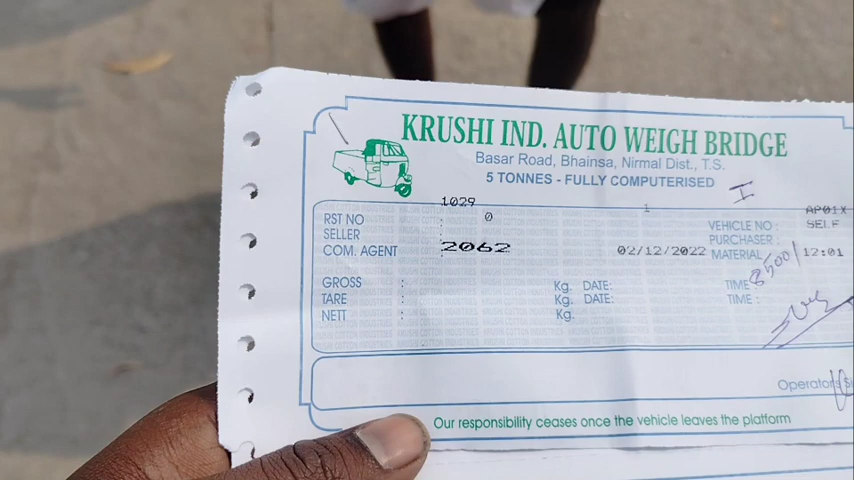 KRUSHI IND. AUTO WEIGH BRIDGE
Basar Road, Bhainsa, Nirmal Dist., T.S.
5 TONNES - FULLY COMPUTERISED
I
1029 1 AP01X
RST NO : 0 VEHICLE NO : SELF
SELLER : PURCHASER :
COM. AGENT : 2062 02/12/2022 MATERIAL 12:01
8500/
GROSS : Kg. DATE: TIME
TARE : Kg. DATE: TIME :
NETT : Kg.
Operator
Our responsibility ceases once the vehicle leaves the platform